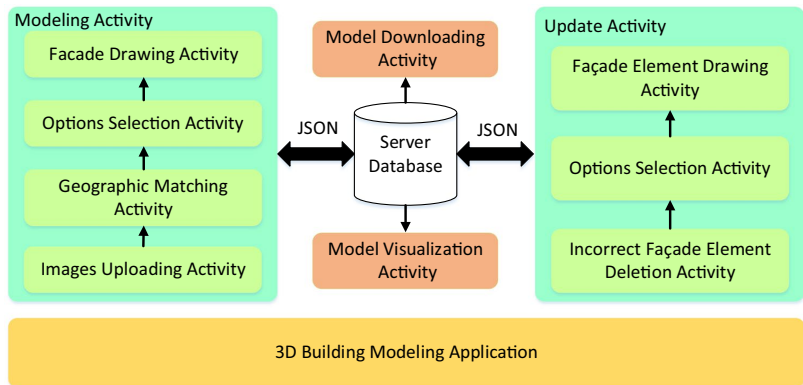 Modeling Activity
Facade Drawing Activity
Options Selection Activity
Geographic Matching
Activity
Images Uploading Activity
JSON
Model Downloading
Activity
Server
Database
Model Visualization
Activity
JSON
Update Activity
Façade Element Drawing
Activity
Options Selection Activity
Incorrect Façade Element
Deletion Activity
3D Building Modeling Application